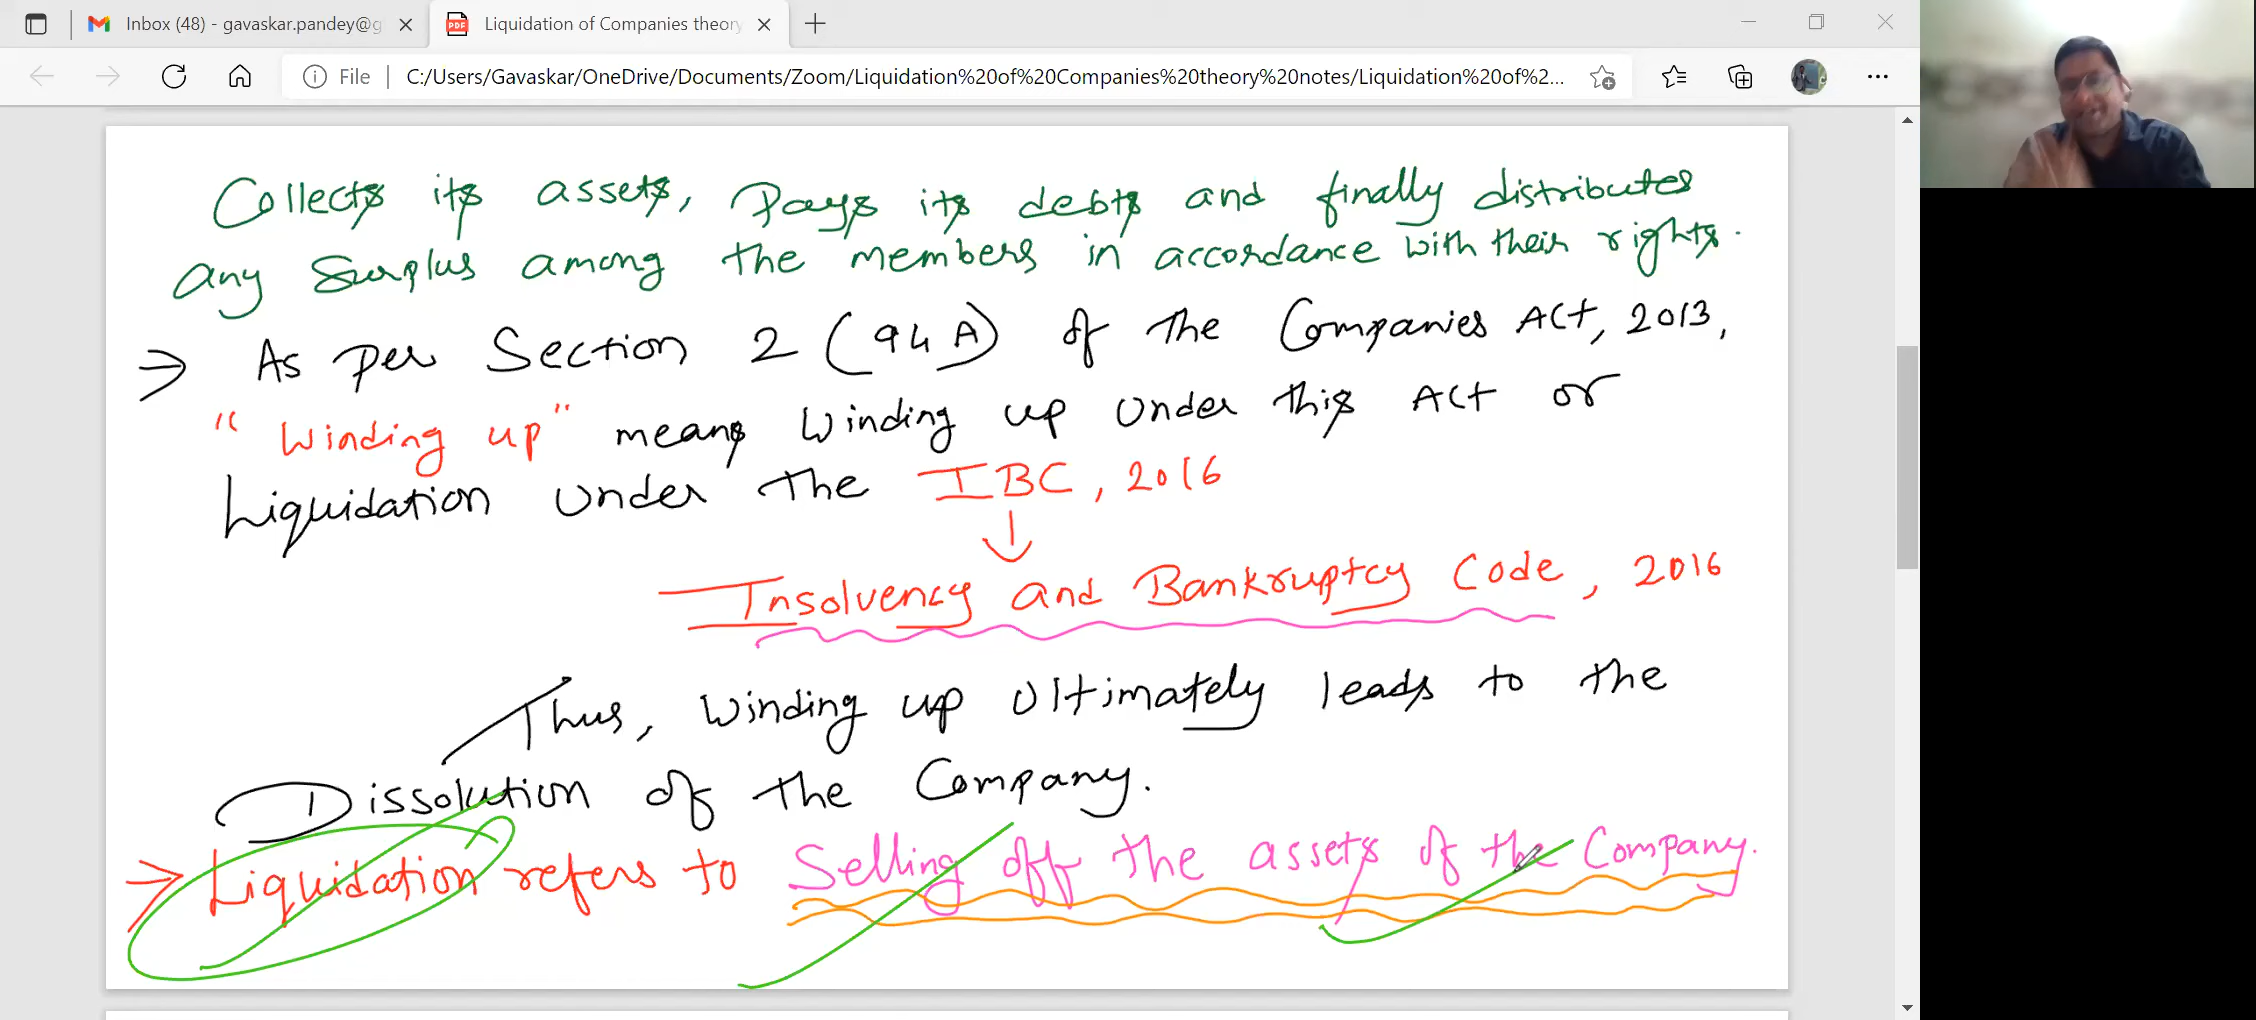 Inbox (48) - gavaskar.pandey@g
Liquidation of Companies theory
File
C:/Users/Gavaskar/OneDrive/Documents/Zoom/Liquidation%20of%20Companies%20theory%20notes/Liquidation%20of%2...
Collects its assets, Pays its debts and finally distributes
any Surplus among the members in accordance with their rights.
⇒ As per Section 2 (94A) of the Companies Act, 2013,
"Winding up" means Winding up Under this Act or
Liquidation Under the IBC, 2016
↓
Insolvency and Bankruptcy Code, 2016
Thus, Winding up Ultimately leads to the
Dissolution of the Company.
⇒ Liquidation refers to Selling off the assets of the Company.